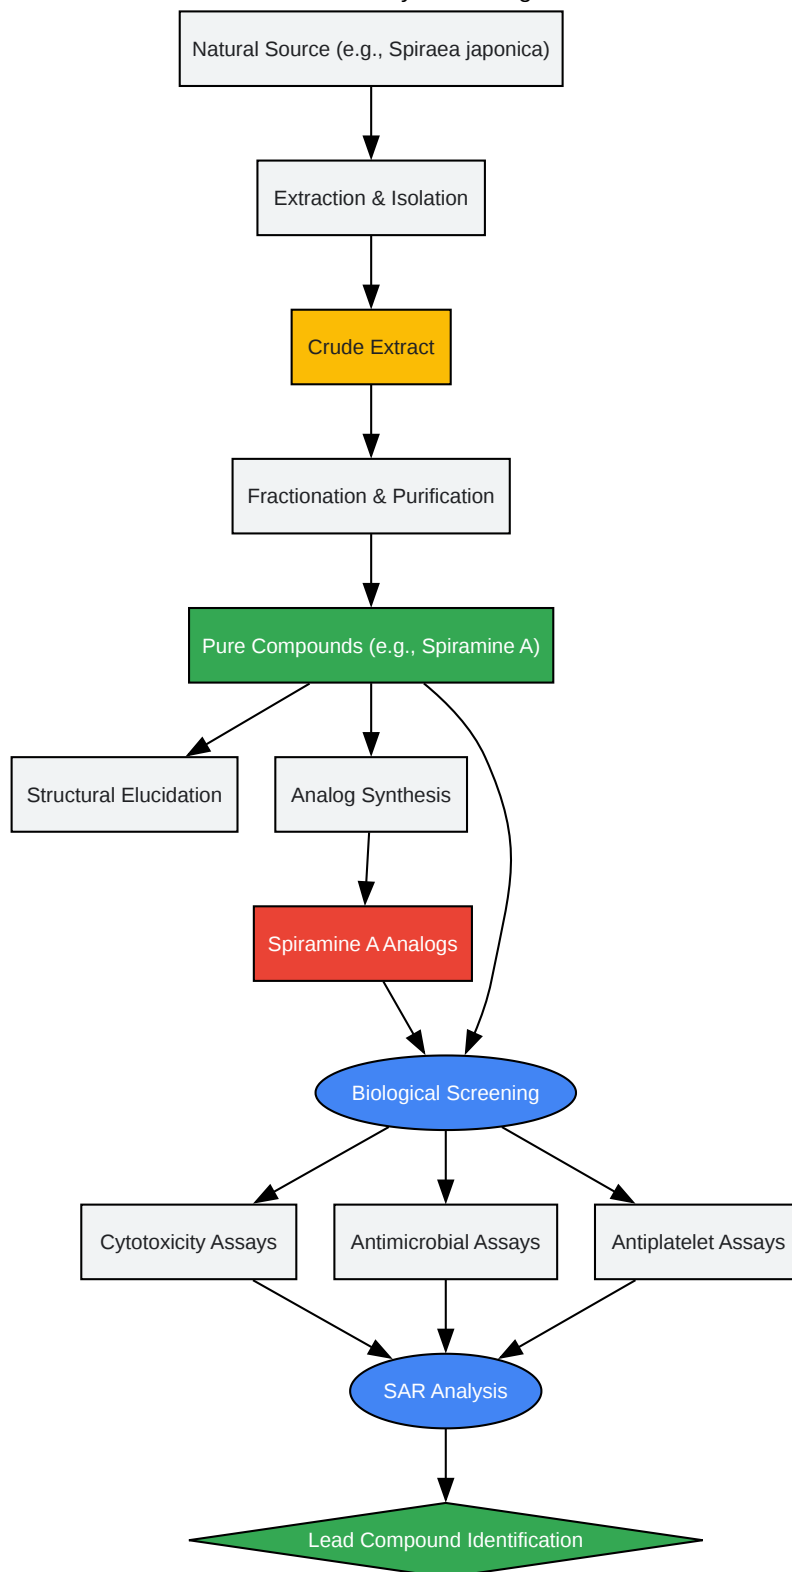 Natural Source (e.g., Spiraea japonica)
Extraction & Isolation
Crude Extract
Fractionation & Purification
Pure Compounds (e.g., Spiramine A)
Structural Elucidation
Analog Synthesis
Spiramine A Analogs
Biological Screening
Cytotoxicity Assays
Antimicrobial Assays
Antiplatelet Assays
SAR Analysis
Lead Compound Identification